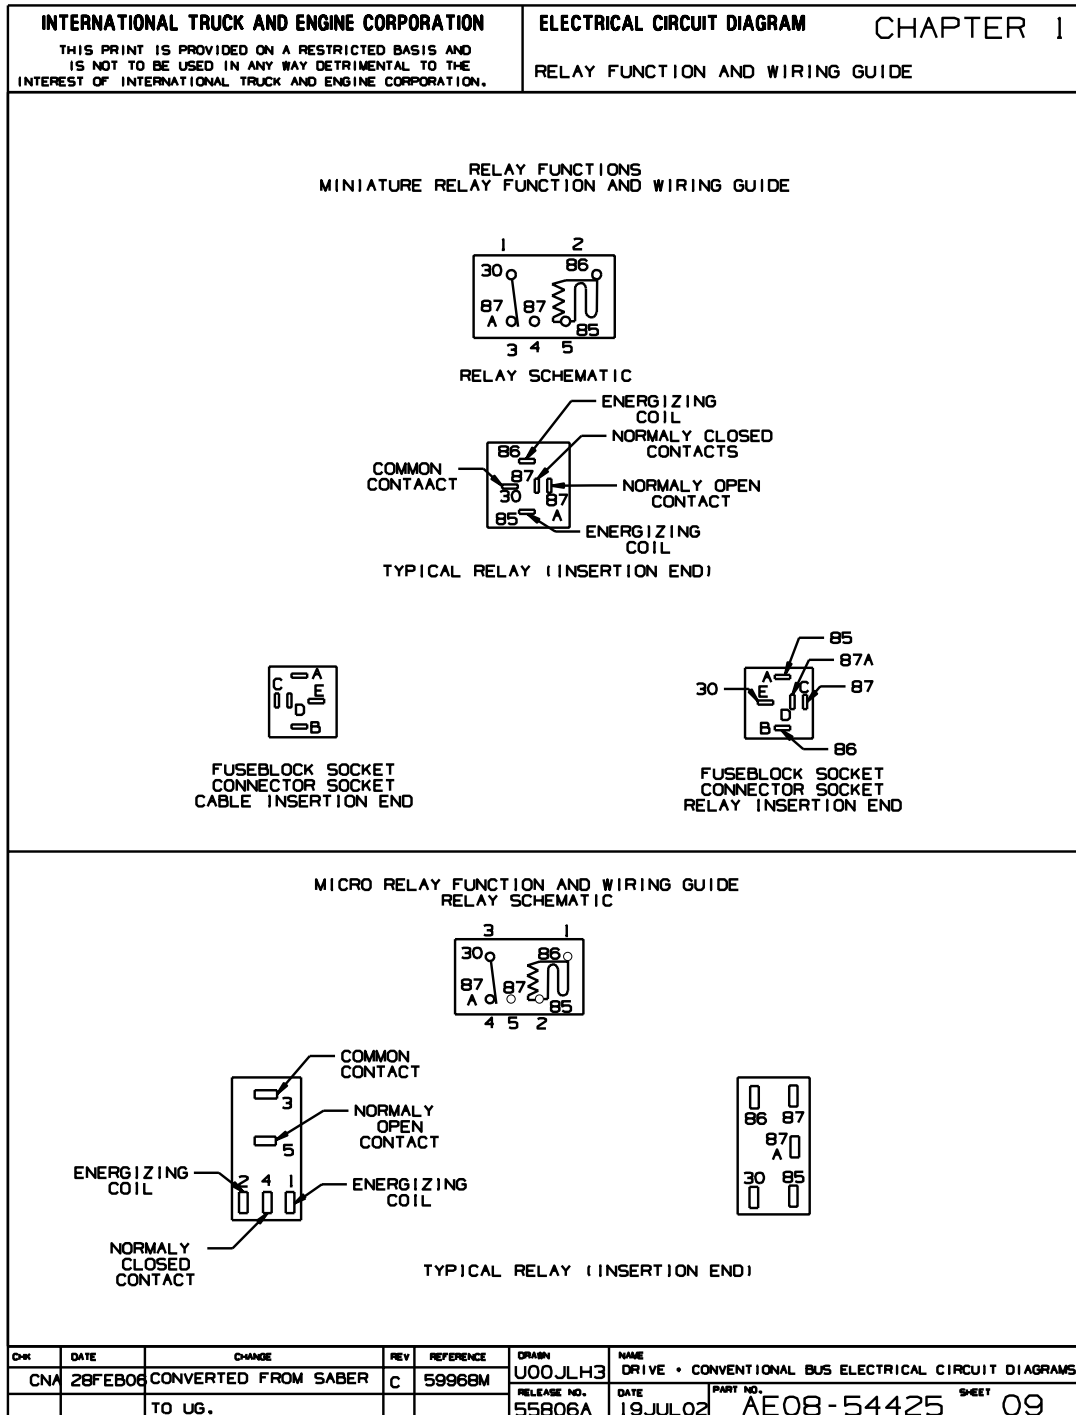 INTERNATIONAL TRUCK AND ENGINE CORPORATION
THIS PRINT IS PROVIDED ON A RESTRICTED BASIS AND
IS NOT TO BE USED IN ANY WAY DETRIMENTAL TO THE
INTEREST OF INTERNATIONAL TRUCK AND ENGINE CORPORATION.
ELECTRICAL CIRCUIT DIAGRAM
CHAPTER 1
RELAY FUNCTION AND WIRING GUIDE
RELAY FUNCTIONS
MINIATURE RELAY FUNCTION AND WIRING GUIDE
1 2
30 86
87 87
A 85
3 4 5
RELAY SCHEMATIC
ENERGIZING
COIL
NORMALY CLOSED
CONTACTS
COMMON
CONTAACT
NORMALY OPEN
CONTACT
86
87
30 87
A
85
ENERGIZING
COIL
TYPICAL RELAY (INSERTION END)
A
C E
D
B
FUSEBLOCK SOCKET
CONNECTOR SOCKET
CABLE INSERTION END
85
87A
30 87
A
E C
D
B
86
FUSEBLOCK SOCKET
CONNECTOR SOCKET
RELAY INSERTION END
MICRO RELAY FUNCTION AND WIRING GUIDE
RELAY SCHEMATIC
3 1
30 86
87 87
A 85
4 5 2
COMMON
CONTACT
3
NORMALY
OPEN
CONTACT
5
ENERGIZING
COIL
2 4 1
ENERGIZING
COIL
NORMALY
CLOSED
CONTACT
86 87
87
A
30 85
TYPICAL RELAY (INSERTION END)
CHK DATE CHANGE REV REFERENCE
CNA 28FEB06 CONVERTED FROM SABER C 59968M
TO UG.
DRAWN
U00JLH3
NAME
DRIVE • CONVENTIONAL BUS ELECTRICAL CIRCUIT DIAGRAMS
RELEASE NO.
55B06A
DATE
19JUL02
PART NO.
AE08-54425
SHEET
09